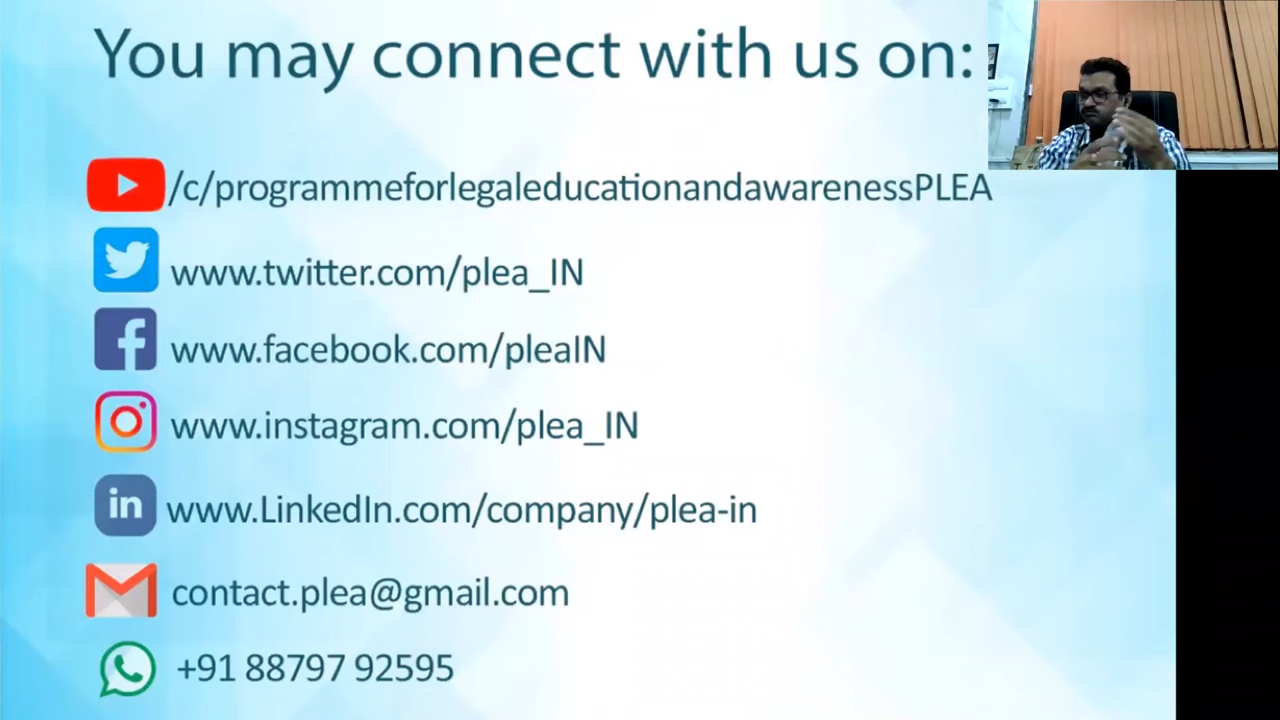 You may connect with us on:
/c/programmeforlegaleducationandawarenessPLEA
www.twitter.com/plea_IN
www.facebook.com/pleaIN
www.instagram.com/plea_IN
in www.LinkedIn.com/company/plea-in
contact.plea@gmail.com
+91 88797 92595